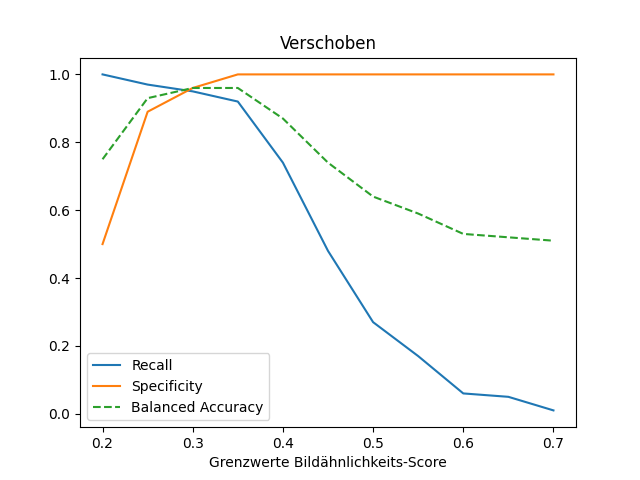 Verschoben
1.0
0.8
0.6
0.4
0.2
0.0
Recall
Specificity
Balanced Accuracy
0.2 0.3 0.4 0.5 0.6 0.7
Grenzwerte Bildähnlichkeits-Score